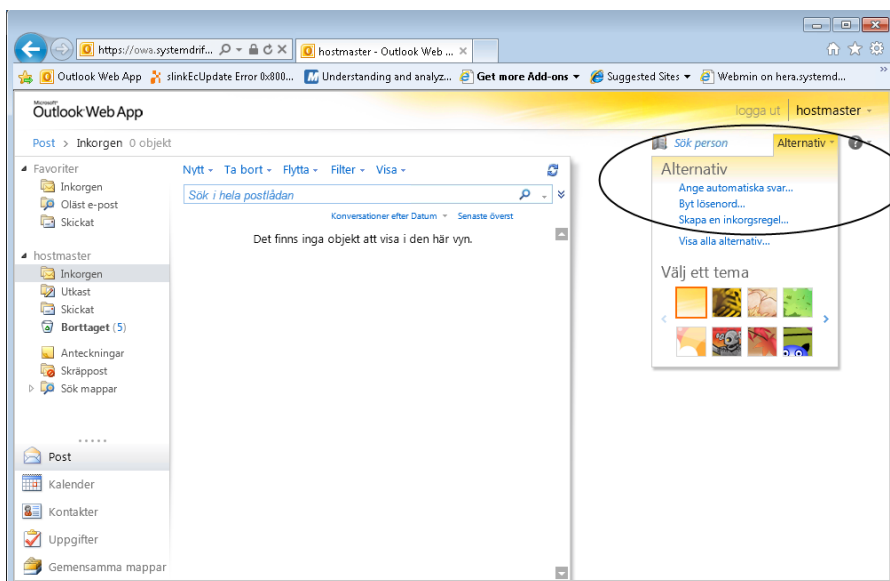 https://owa.systemdrif...
hostmaster - Outlook Web ...
Outlook Web App
slinkEcUpdate Error 0x800...
Understanding and analyz...
Get more Add-ons
Suggested Sites
Webmin on hera.systemd...
Microsoft
Outlook Web App
logga ut
hostmaster
Post > Inkorgen 0 objekt
Sök person
Alternativ
?
Favoriter
Inkorgen
Oläst e-post
Skickat
hostmaster
Inkorgen
Utkast
Skickat
Borttaget (5)
Anteckningar
Skräppost
Sök mappar
Post
Kalender
Kontakter
Uppgifter
Gemensamma mappar
Nytt Ta bort Flytta Filter Visa
Sök i hela postlådan
Konversationer efter Datum Senaste överst
Det finns inga objekt att visa i den här vyn.
Alternativ
Ange automatiska svar...
Byt lösenord...
Skapa en inkorgsregel...
Visa alla alternativ...
Välj ett tema